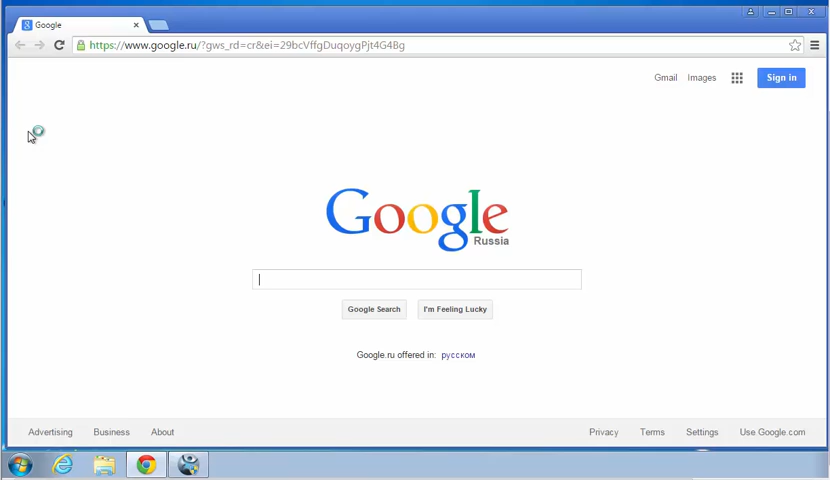 Google
https://www.google.ru/?gws_rd=cr&ei=29bcVffgDuqoygPjt4G4Bg
Gmail Images Sign in
Google
Russia
Google Search I'm Feeling Lucky
Google.ru offered in: русском
Advertising Business About Privacy Terms Settings Use Google.com